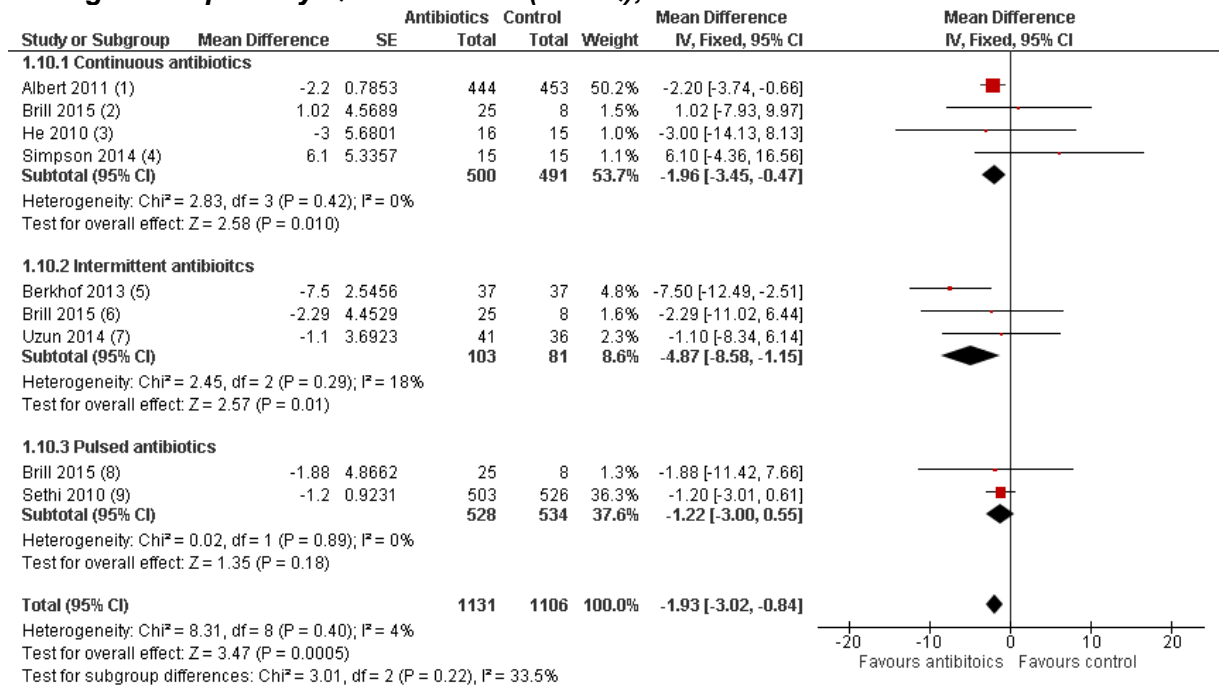 Antibiotics Control Mean Difference Mean Difference
Study or Subgroup Mean Difference SE Total Total Weight IV, Fixed, 95% CI IV, Fixed, 95% CI
1.10.1 Continuous antibiotics
Albert 2011 (1) -2.2 0.7853 444 453 50.2% -2.20 [-3.74, -0.66]
Brill 2015 (2) 1.02 4.5689 25 8 1.5% 1.02 [-7.93, 9.97]
He 2010 (3) -3 5.6801 16 15 1.0% -3.00 [-14.13, 8.13]
Simpson 2014 (4) 6.1 5.3357 15 15 1.1% 6.10 [-4.36, 16.56]
Subtotal (95% CI) 500 491 53.7% -1.96 [-3.45, -0.47]
Heterogeneity: Chi² = 2.83, df = 3 (P = 0.42); I² = 0%
Test for overall effect: Z = 2.58 (P = 0.010)
1.10.2 Intermittent antibioitcs
Berkhof 2013 (5) -7.5 2.5456 37 37 4.8% -7.50 [-12.49, -2.51]
Brill 2015 (6) -2.29 4.4529 25 8 1.6% -2.29 [-11.02, 6.44]
Uzun 2014 (7) -1.1 3.6923 41 36 2.3% -1.10 [-8.34, 6.14]
Subtotal (95% CI) 103 81 8.6% -4.87 [-8.58, -1.15]
Heterogeneity: Chi² = 2.45, df = 2 (P = 0.29); I² = 18%
Test for overall effect: Z = 2.57 (P = 0.01)
1.10.3 Pulsed antibiotics
Brill 2015 (8) -1.88 4.8662 25 8 1.3% -1.88 [-11.42, 7.66]
Sethi 2010 (9) -1.2 0.9231 503 526 36.3% -1.20 [-3.01, 0.61]
Subtotal (95% CI) 528 534 37.6% -1.22 [-3.00, 0.55]
Heterogeneity: Chi² = 0.02, df = 1 (P = 0.89); I² = 0%
Test for overall effect: Z = 1.35 (P = 0.18)
Total (95% CI) 1131 1106 100.0% -1.93 [-3.02, -0.84]
Heterogeneity: Chi² = 8.31, df = 8 (P = 0.40); I² = 4%
Test for overall effect: Z = 3.47 (P = 0.0005)
Test for subgroup differences: Chi² = 3.01, df = 2 (P = 0.22), I² = 33.5%
-20 -10 0 10 20
Favours antibitoics Favours control